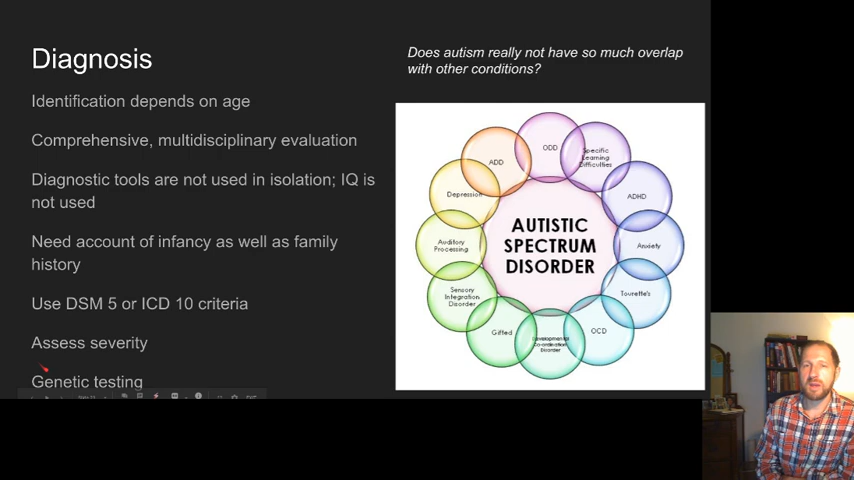 Diagnosis
Does autism really not have so much overlap
with other conditions?
Identification depends on age
Comprehensive, multidisciplinary evaluation
Diagnostic tools are not used in isolation; IQ is
not used
Need account of infancy as well as family
history
Use DSM 5 or ICD 10 criteria
Assess severity
Genetic testing
AUTISTIC
SPECTRUM
DISORDER
ODD
Specific
Learning
Difficulties
ADHD
Anxiety
Tourette's
OCD
Co-ordination
Disorder
Gifted
Sensory
Integration
Disorder
Auditory
Processing
Depression
ADD